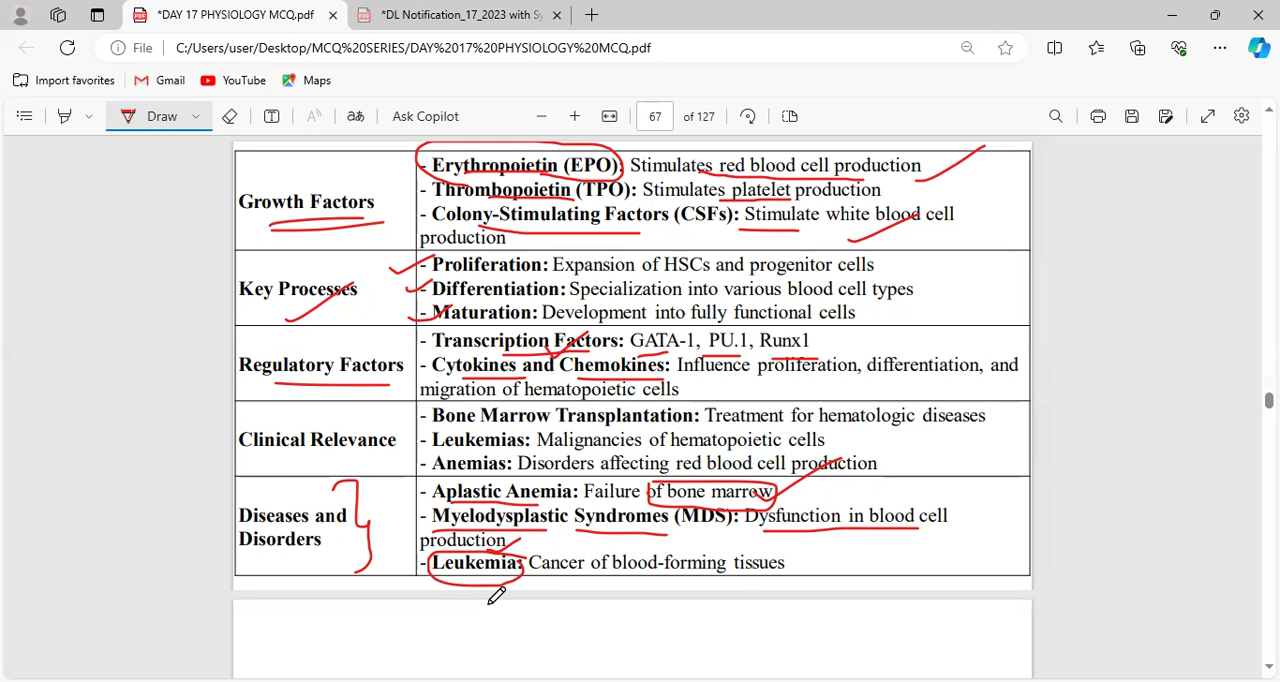 *DAY 17 PHYSIOLOGY MCQ.pdf
*DL Notification_17_2023 with Sy
File
C:/Users/user/Desktop/MCQ%20SERIES/DAY%2017%20PHYSIOLOGY%20MCQ.pdf
Import favorites
Gmail
YouTube
Maps
Draw
aあ
Ask Copilot
67
of 127
Growth Factors
- Erythropoietin (EPO): Stimulates red blood cell production
- Thrombopoietin (TPO): Stimulates platelet production
- Colony-Stimulating Factors (CSFs): Stimulate white blood cell
production
Key Processes
- Proliferation: Expansion of HSCs and progenitor cells
- Differentiation: Specialization into various blood cell types
- Maturation: Development into fully functional cells
Regulatory Factors
- Transcription Factors: GATA-1, PU.1, Runx1
- Cytokines and Chemokines: Influence proliferation, differentiation, and
migration of hematopoietic cells
Clinical Relevance
- Bone Marrow Transplantation: Treatment for hematologic diseases
- Leukemias: Malignancies of hematopoietic cells
- Anemias: Disorders affecting red blood cell production
Diseases and
Disorders
- Aplastic Anemia: Failure of bone marrow
- Myelodysplastic Syndromes (MDS): Dysfunction in blood cell
production
- Leukemia: Cancer of blood-forming tissues